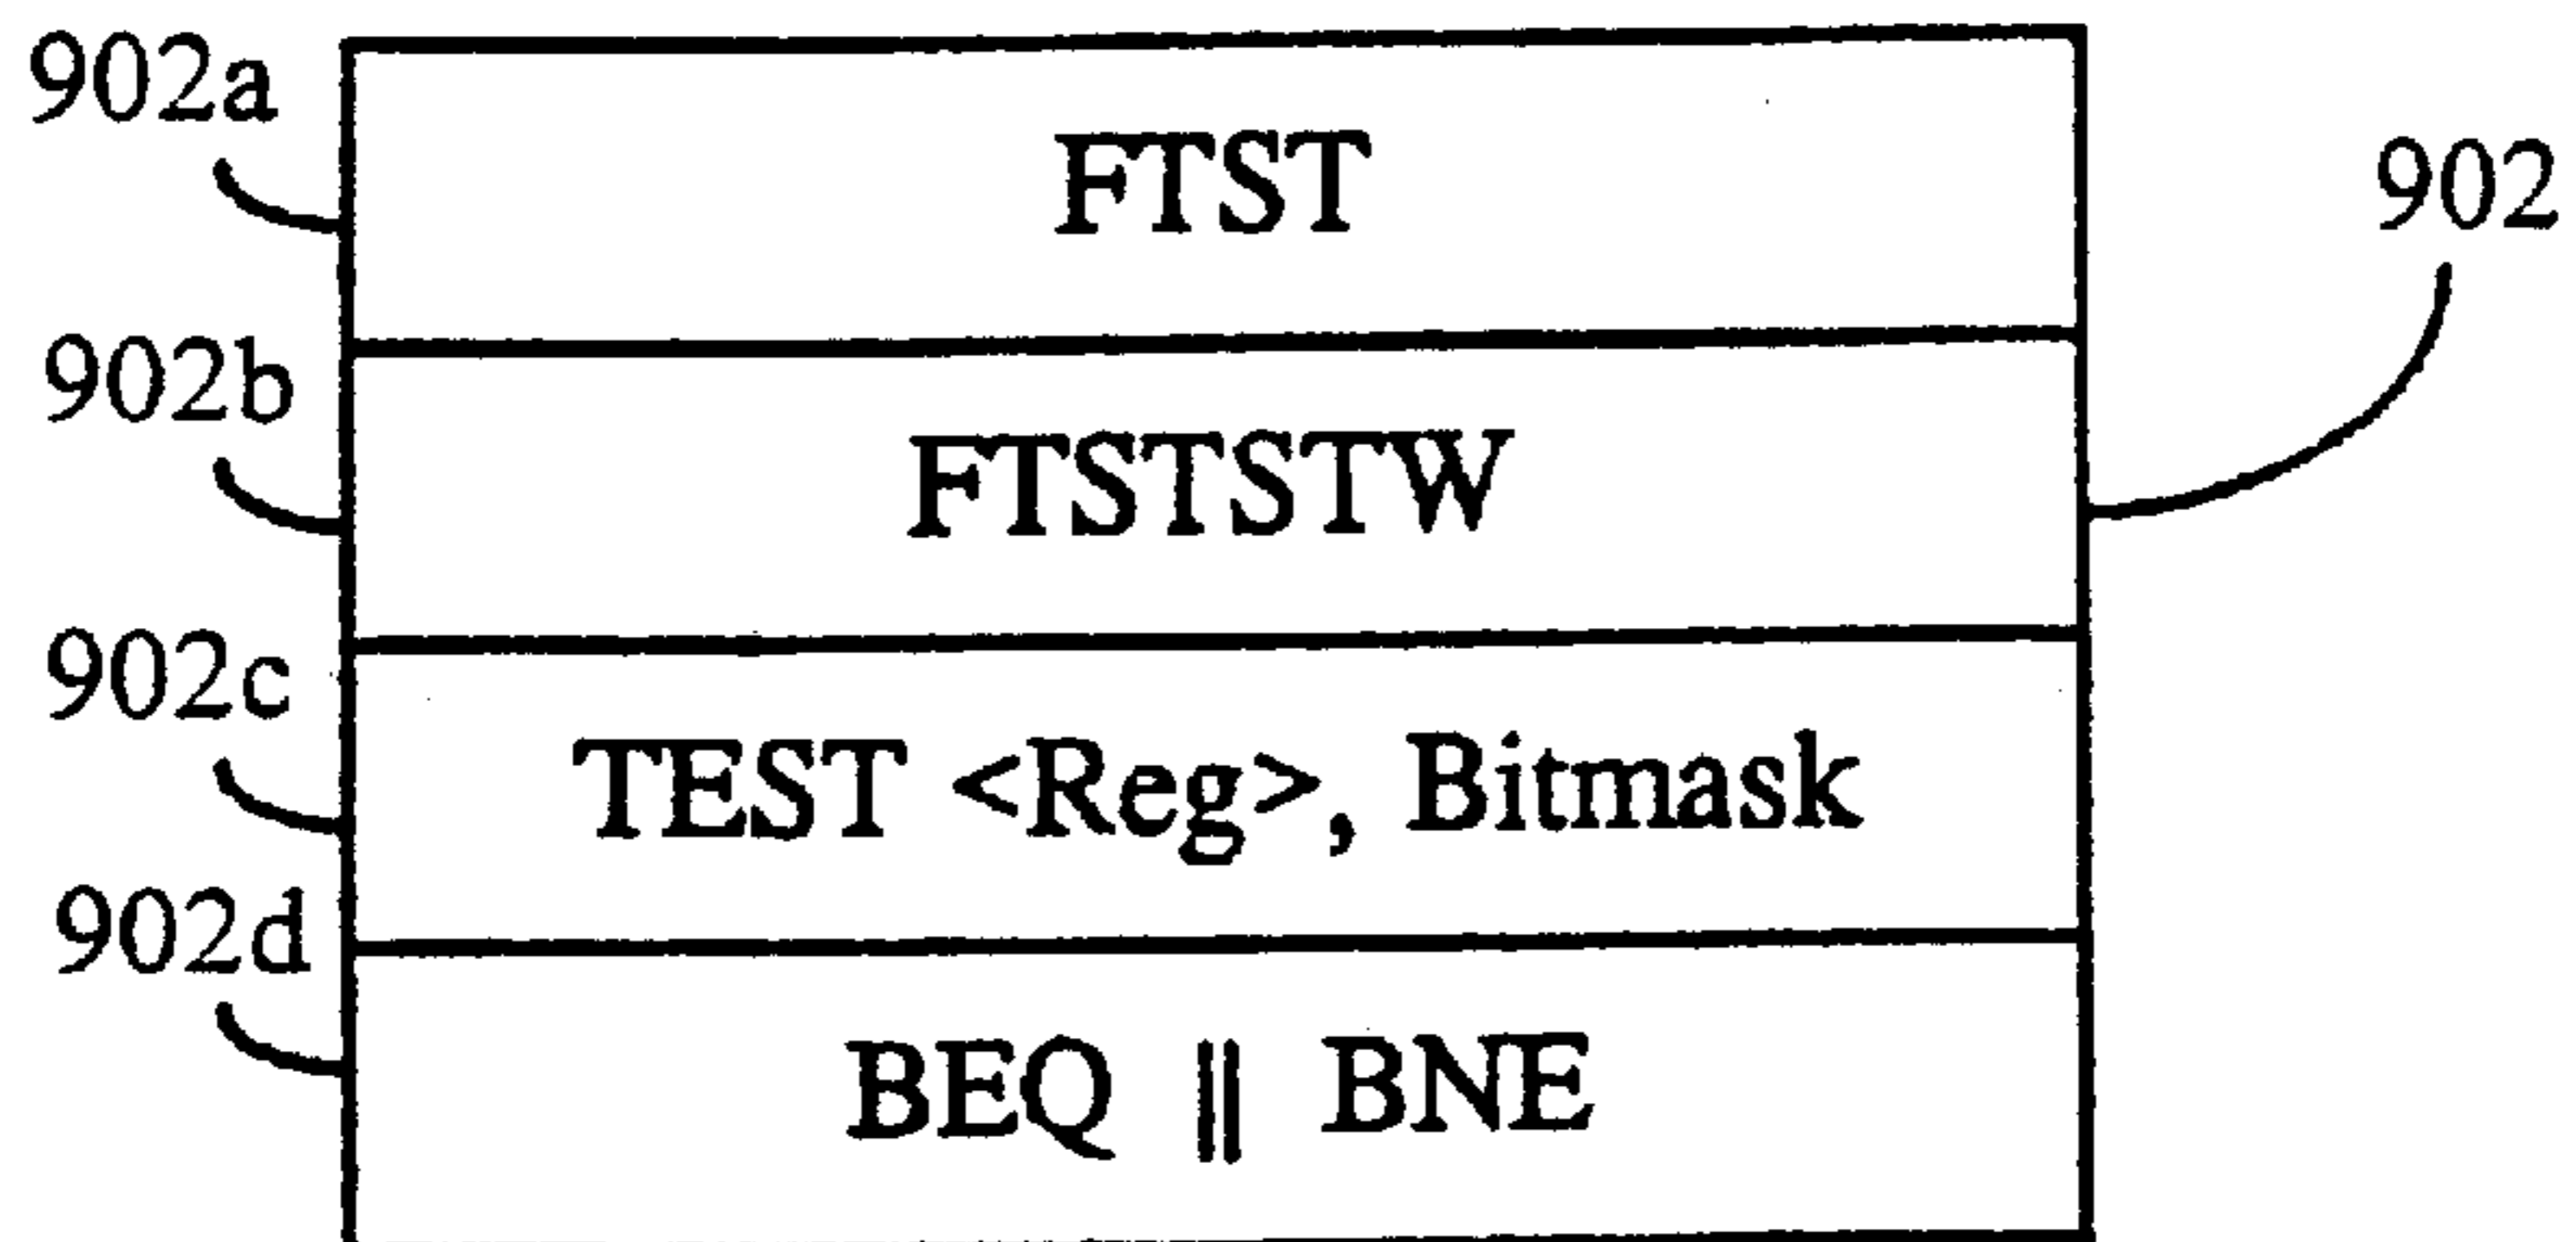 902a
FTST
902
902b
FTSTSTW
902c
TEST <Reg>, Bitmask
902d
BEQ || BNE